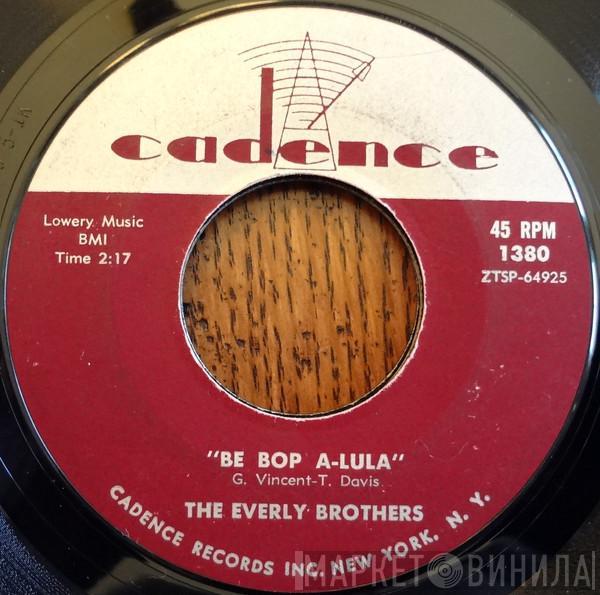 cadence
Lowery Music
BMI
Time 2:17
45 RPM
1380
ZTSP-64925
"BE BOP A-LULA"
G. Vincent-T. Davis
THE EVERLY BROTHERS
CADENCE RECORDS INC, NEW YORK, N. Y.
МАРКЕТ ВИНИЛА